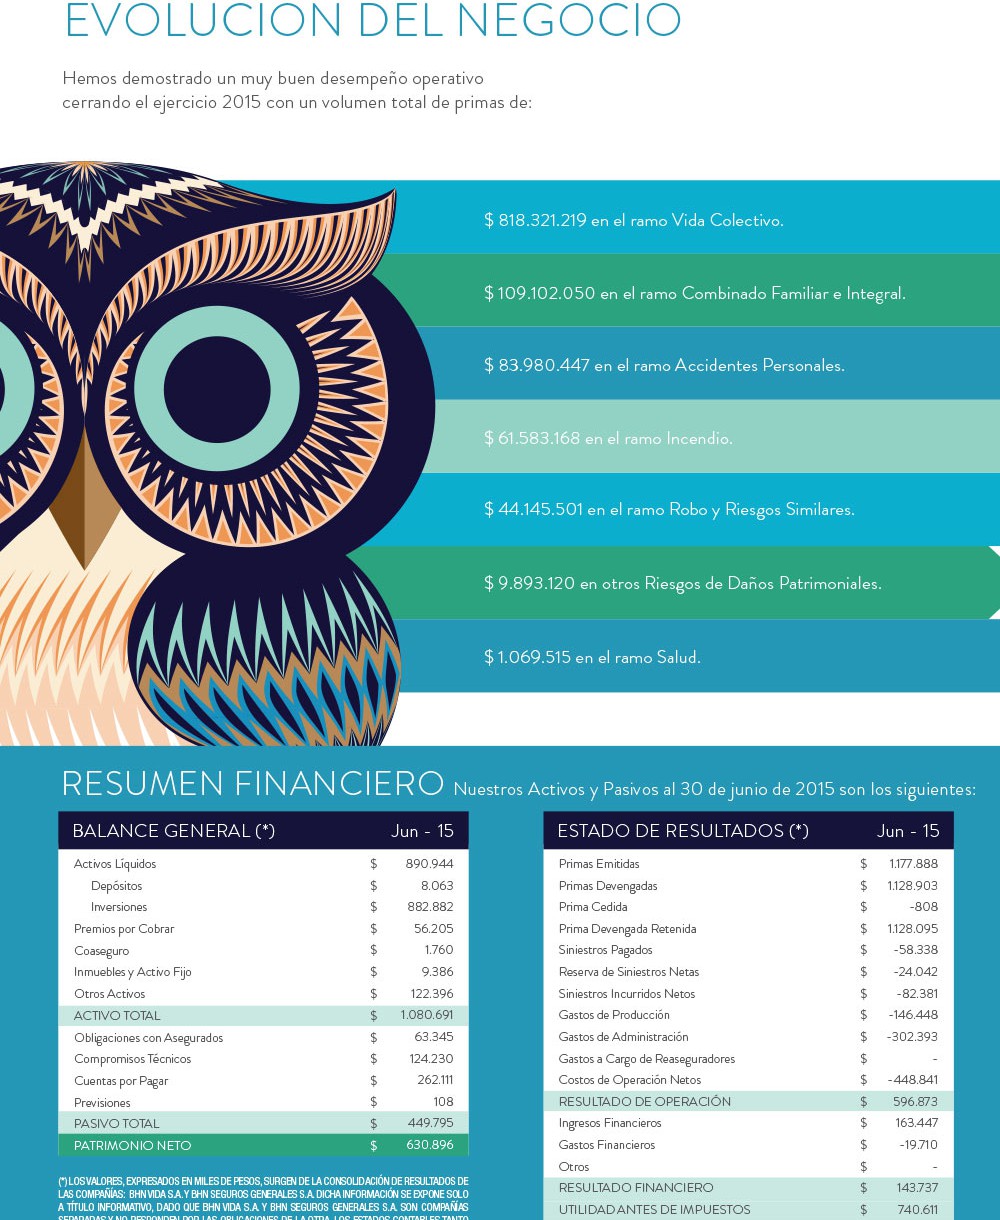 EVOLUCIÓN DEL NEGOCIO
Hemos demostrado un muy buen desempeño operativo
cerrando el ejercicio 2015 con un volumen total de primas de:
$ 818.321.219 en el ramo Vida Colectivo.
$ 109.102.050 en el ramo Combinado Familiar e Integral.
$ 83.980.447 en el ramo Accidentes Personales.
$ 61.583.168 en el ramo Incendio.
$ 44.145.501 en el ramo Robo y Riesgos Similares.
$ 9.893.120 en otros Riesgos de Daños Patrimoniales.
$ 1.069.515 en el ramo Salud.
RESUMEN FINANCIERO Nuestros Activos y Pasivos al 30 de junio de 2015 son los siguientes:
BALANCE GENERAL (*) Jun - 15
Activos Líquidos $ 890.944
Depósitos $ 8.063
Inversiones $ 882.882
Premios por Cobrar $ 56.205
Coaseguro $ 1.760
Inmuebles y Activo Fijo $ 9.386
Otros Activos $ 122.396
ACTIVO TOTAL $ 1.080.691
Obligaciones con Asegurados $ 63.345
Compromisos Técnicos $ 124.230
Cuentas por Pagar $ 262.111
Previsiones $ 108
PASIVO TOTAL $ 449.795
PATRIMONIO NETO $ 630.896
(*) LOS VALORES, EXPRESADOS EN MILES DE PESOS, SURGEN DE LA CONSOLIDACIÓN DE RESULTADOS DE
LAS COMPAÑÍAS: BHN VIDA S.A. Y BHN SEGUROS GENERALES S.A. DICHA INFORMACIÓN SE EXPONE SOLO
A TÍTULO INFORMATIVO, DADO QUE BHN VIDA S.A. Y BHN SEGUROS GENERALES S.A. SON COMPAÑÍAS
SEPARADAS Y NO RESPONDEN POR LAS OBLIGACIONES DE LA OTRA. LOS ESTADOS CONTABLES TANTO
ESTADO DE RESULTADOS (*) Jun - 15
Primas Emitidas $ 1.177.888
Primas Devengadas $ 1.128.903
Prima Cedida $ -808
Prima Devengada Retenida $ 1.128.095
Siniestros Pagados $ -58.338
Reserva de Siniestros Netas $ -24.042
Siniestros Incurridos Netos $ -82.381
Gastos de Producción $ -146.448
Gastos de Administración $ -302.393
Gastos a Cargo de Reaseguradores $ -
Costos de Operación Netos $ -448.841
RESULTADO DE OPERACIÓN $ 596.873
Ingresos Financieros $ 163.447
Gastos Financieros $ -19.710
Otros $ -
RESULTADO FINANCIERO $ 143.737
UTILIDAD ANTES DE IMPUESTOS $ 740.611